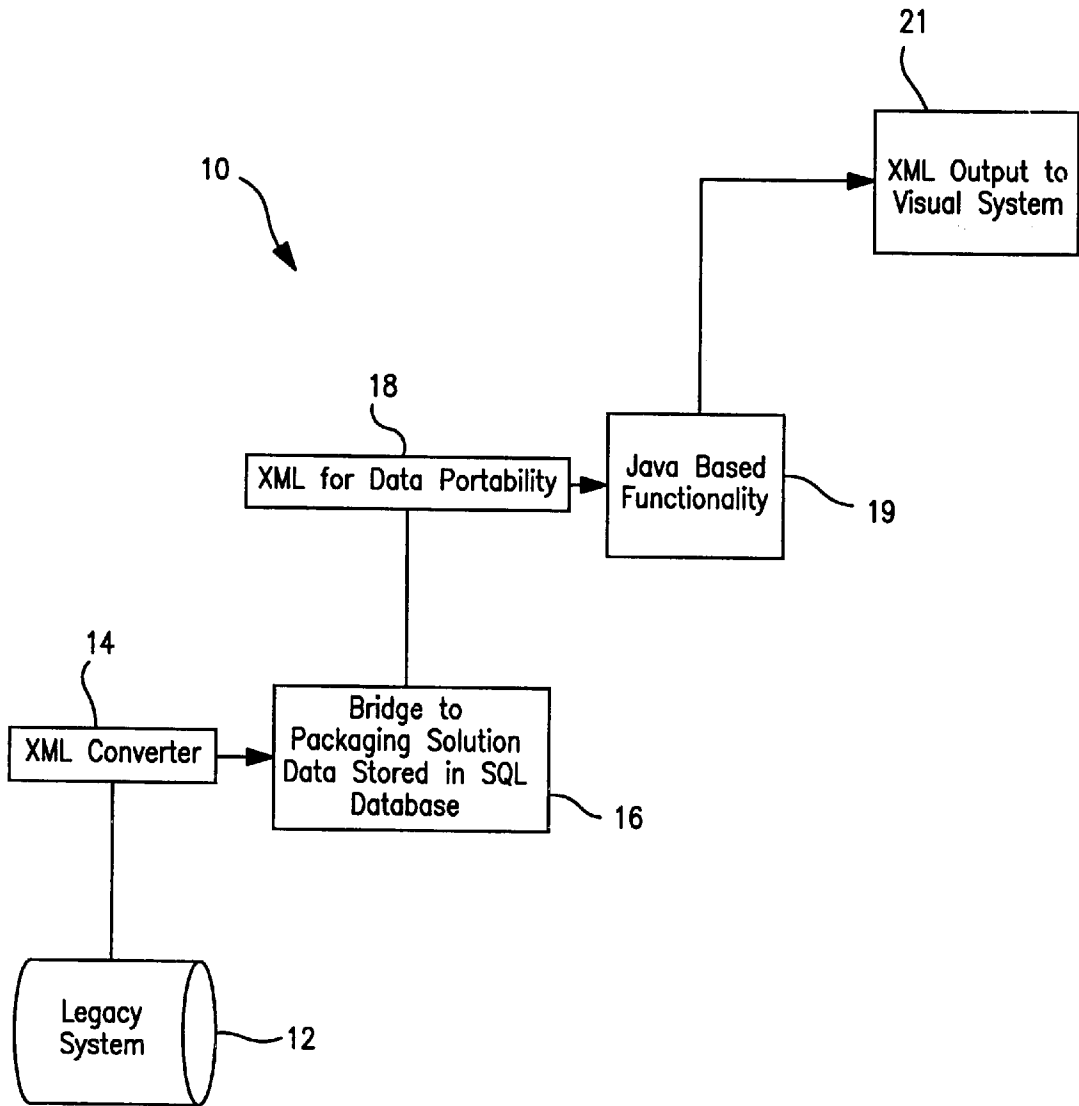 21
XML Output to
Visual System
10
18
XML for Data Portability
Java Based
Functionality
19
14
XML Converter
Bridge to
Packaging Solution
Data Stored in SQL
Database
16
Legacy
System
12